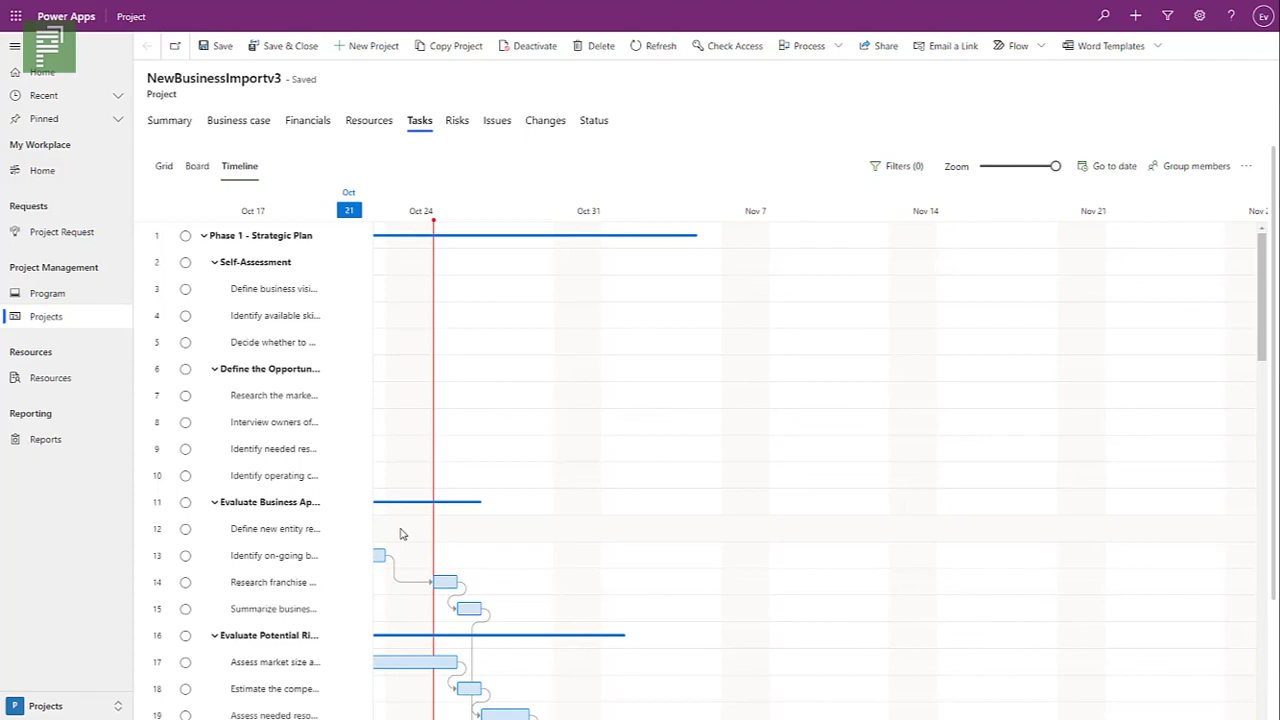 Power Apps Project Ev
Save Save & Close New Project Copy Project Deactivate Delete Refresh Check Access Process Share Email a Link Flow Word Templates
Home
Recent
Pinned
My Workplace
Home
Requests
Project Request
Project Management
Program
Projects
Resources
Resources
Reporting
Reports
P Projects
NewBusinessImportv3 - Saved
Project
Summary Business case Financials Resources Tasks Risks Issues Changes Status
Grid Board Timeline Filters (0) Zoom Go to date Group members ...
Oct
Oct 17 21 Oct 24 Oct 31 Nov 7 Nov 14 Nov 21 Nov 2
1 Phase 1 - Strategic Plan
2 Self-Assessment
3 Define business visi...
4 Identify available ski...
5 Decide whether to ...
6 Define the Opportun...
7 Research the marke...
8 Interview owners of...
9 Identify needed res...
10 Identify operating c...
11 Evaluate Business Ap...
12 Define new entity re...
13 Identify on-going b...
14 Research franchise ...
15 Summarize busines...
16 Evaluate Potential Ri...
17 Assess market size a...
18 Estimate the compe...
19 Assess needed reso...